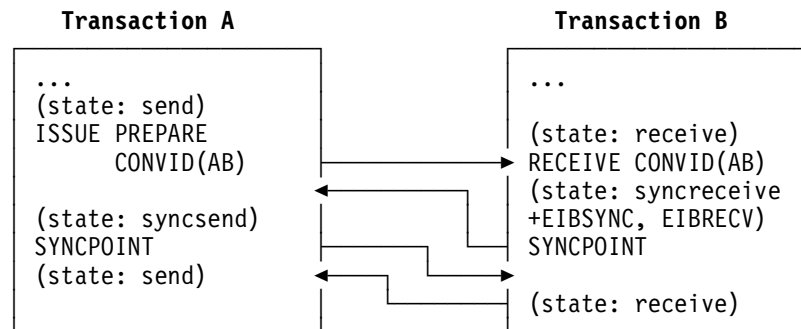 Transaction A
Transaction B
...
(state: send)
ISSUE PREPARE
CONVID(AB)
(state: syncsend)
SYNCPOINT
(state: send)
...
(state: receive)
RECEIVE CONVID(AB)
(state: syncreceive
+EIBSYNC, EIBRECV)
SYNCPOINT
(state: receive)